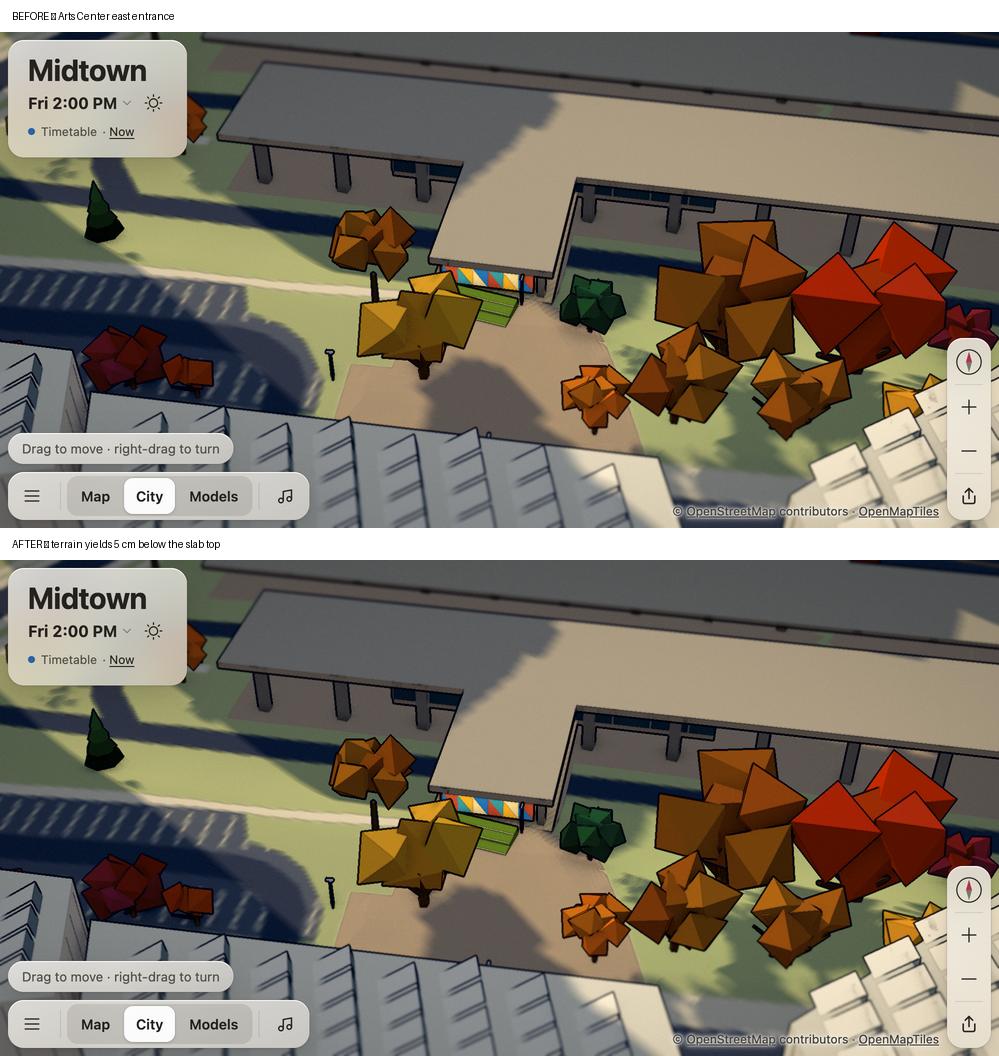 BEFORE Arts Center east entrance
Midtown
Fri 2:00 PM
Timetable · Now
Drag to move · right-drag to turn
Map City Models
© OpenStreetMap contributors · OpenMapTiles
AFTER terrain yields 5 cm below the slab top
Midtown
Fri 2:00 PM
Timetable · Now
Drag to move · right-drag to turn
Map City Models
© OpenStreetMap contributors · OpenMapTiles